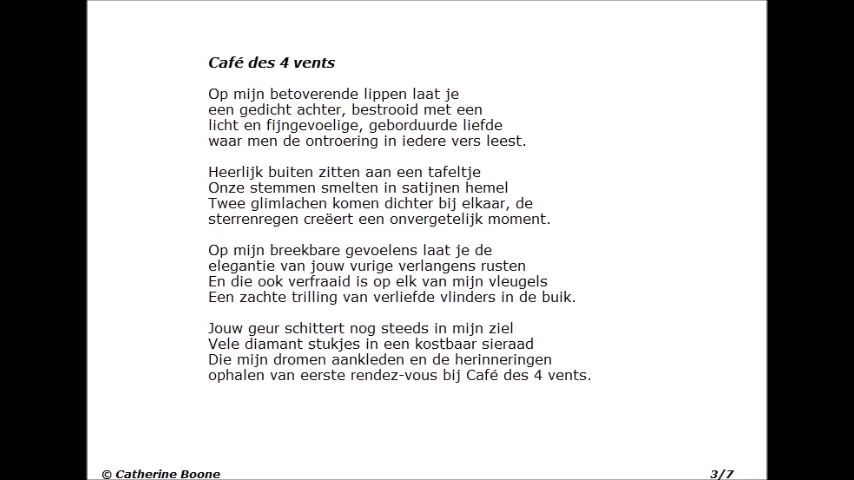 Café des 4 vents
Op mijn betoverende lippen laat je
een gedicht achter, bestrooid met een
licht en fijngevoelige, geborduurde liefde
waar men de ontroering in iedere vers leest.
Heerlijk buiten zitten aan een tafeltje
Onze stemmen smelten in satijnen hemel
Twee glimlachen komen dichter bij elkaar, de
sterrenregen creëert een onvergetelijk moment.
Op mijn breekbare gevoelens laat je de
elegantie van jouw vurige verlangens rusten
En die ook verfraaid is op elk van mijn vleugels
Een zachte trilling van verliefde vlinders in de buik.
Jouw geur schittert nog steeds in mijn ziel
Vele diamant stukjes in een kostbaar sieraad
Die mijn dromen aankleden en de herinneringen
ophalen van eerste rendez-vous bij Café des 4 vents.
© Catherine Boone
3/7